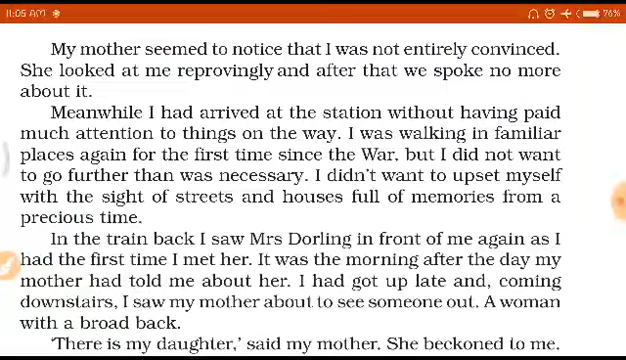 11:05 AM
76%
My mother seemed to notice that I was not entirely convinced.
She looked at me reprovingly and after that we spoke no more
about it.
Meanwhile I had arrived at the station without having paid
much attention to things on the way. I was walking in familiar
places again for the first time since the War, but I did not want
to go further than was necessary. I didn't want to upset myself
with the sight of streets and houses full of memories from a
precious time.
In the train back I saw Mrs Dorling in front of me again as I
had the first time I met her. It was the morning after the day my
mother had told me about her. I had got up late and, coming
downstairs, I saw my mother about to see someone out. A woman
with a broad back.
‘There is my daughter,’ said my mother. She beckoned to me.